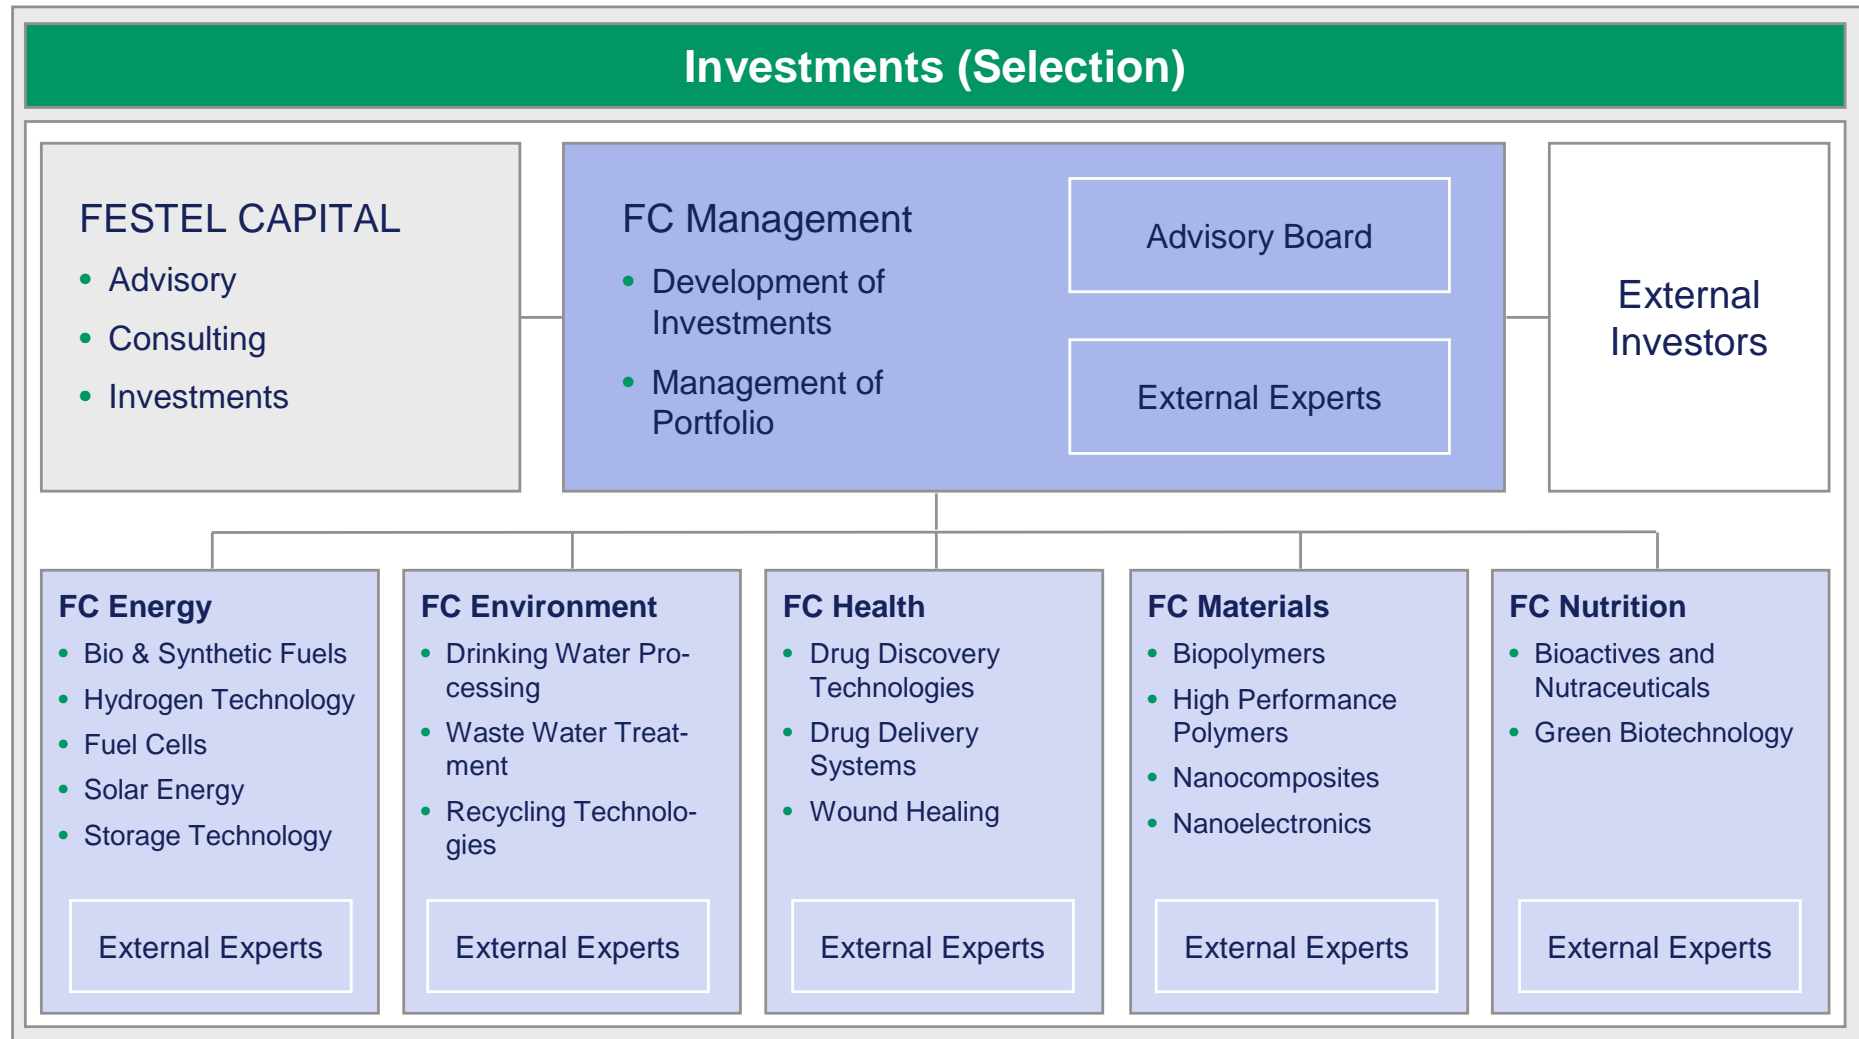 Investments (Selection)
FESTEL CAPITAL
• Advisory
• Consulting
• Investments
FC Management
• Development of
Investments
• Management of
Portfolio
Advisory Board
External Experts
External
Investors
FC Energy
• Bio & Synthetic Fuels
• Hydrogen Technology
• Fuel Cells
• Solar Energy
• Storage Technology
External Experts
FC Environment
• Drinking Water Pro-
cessing
• Waste Water Treat-
ment
• Recycling Technolo-
gies
External Experts
FC Health
• Drug Discovery
Technologies
• Drug Delivery
Systems
• Wound Healing
External Experts
FC Materials
• Biopolymers
• High Performance
Polymers
• Nanocomposites
• Nanoelectronics
External Experts
FC Nutrition
• Bioactives and
Nutraceuticals
• Green Biotechnology
External Experts